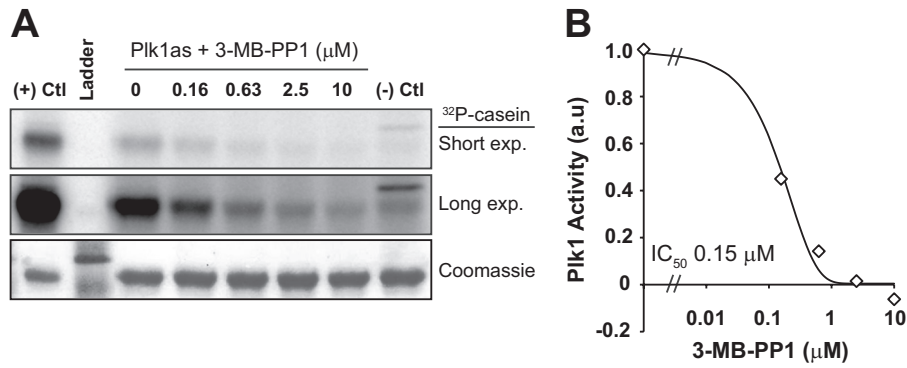 A
Plk1as + 3-MB-PP1 (μM)
(+) Ctl
Ladder
0 0.16 0.63 2.5 10
(-) Ctl
³²P-casein
Short exp.
Long exp.
Coomassie
B
Plk1 Activity (a.u)
1.0
0.8
0.6
0.4
0.2
0
-0.2
IC₅₀ 0.15 μM
0.01 0.1 1 10
3-MB-PP1 (μM)